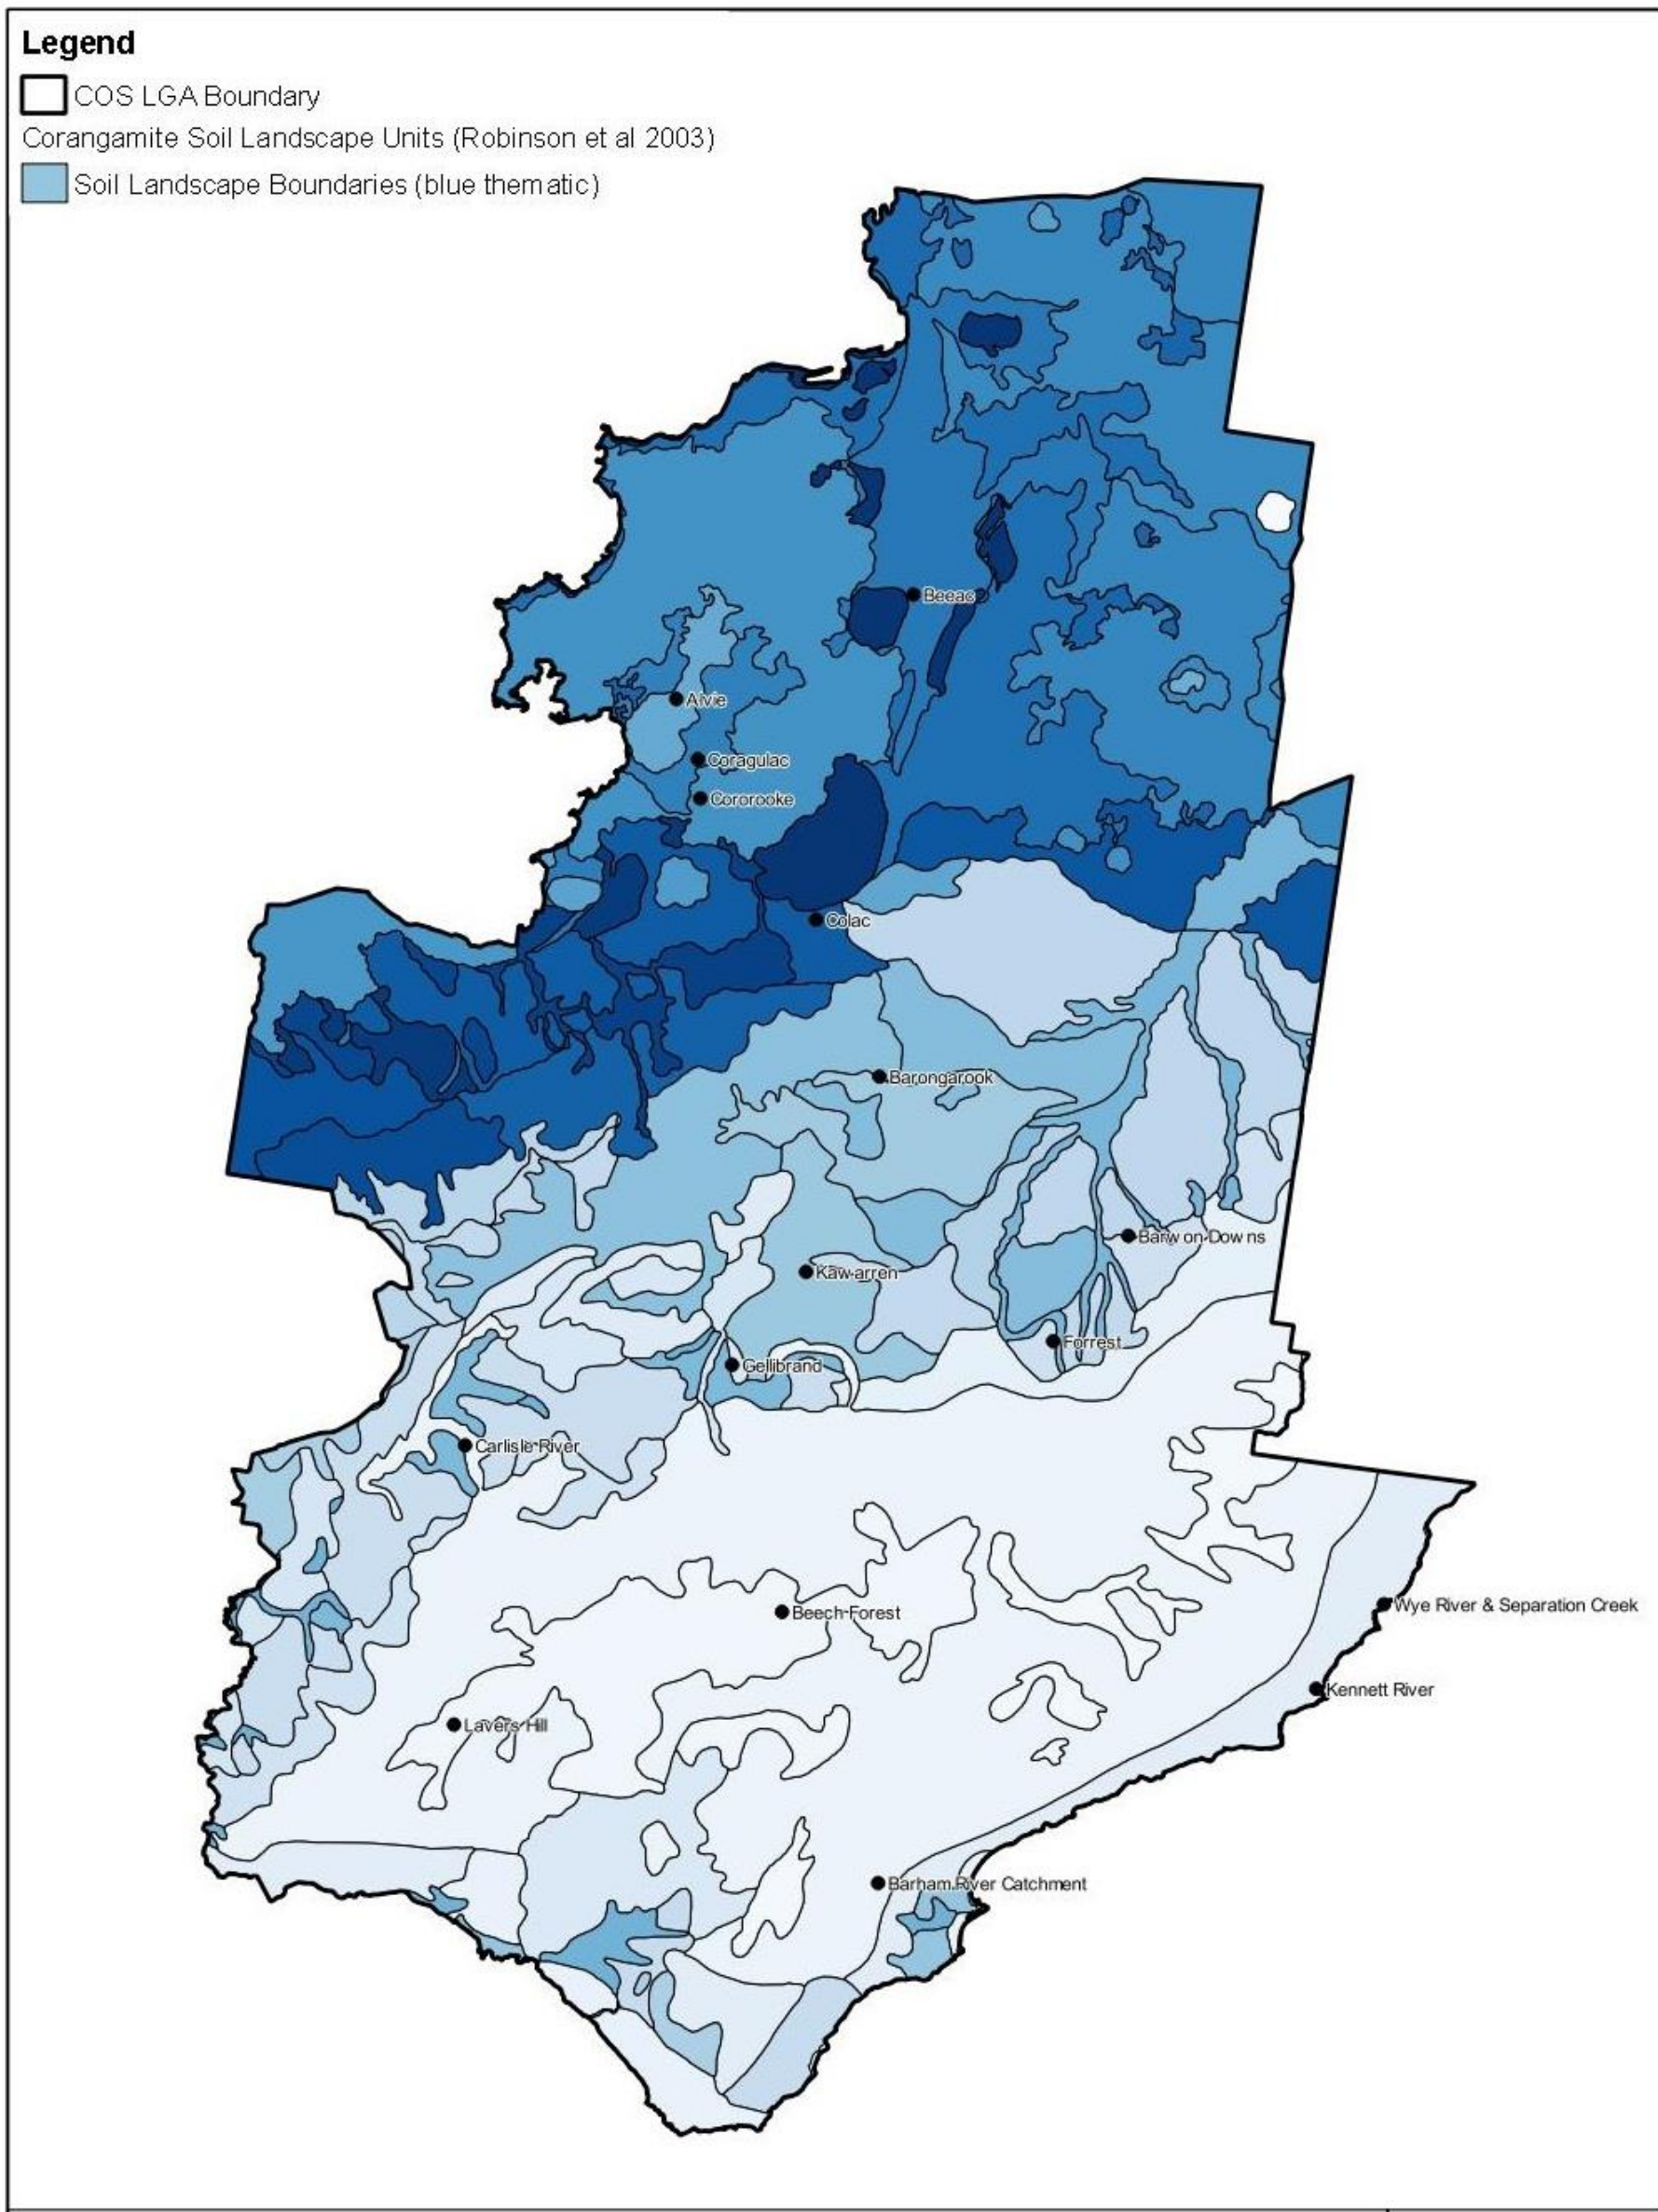 Legend
COS LGA Boundary
Corangamite Soil Landscape Units (Robinson et al 2003)
Soil Landscape Boundaries (blue thematic)
Beeac
Alvie
Coragulac
Cororooke
Colac
Barongarook
Barwon Downs
Kawarren
Forrest
Gellibrand
Carlisle River
Wye River & Separation Creek
Beech Forest
Kennett River
Lavers Hill
Barham River Catchment